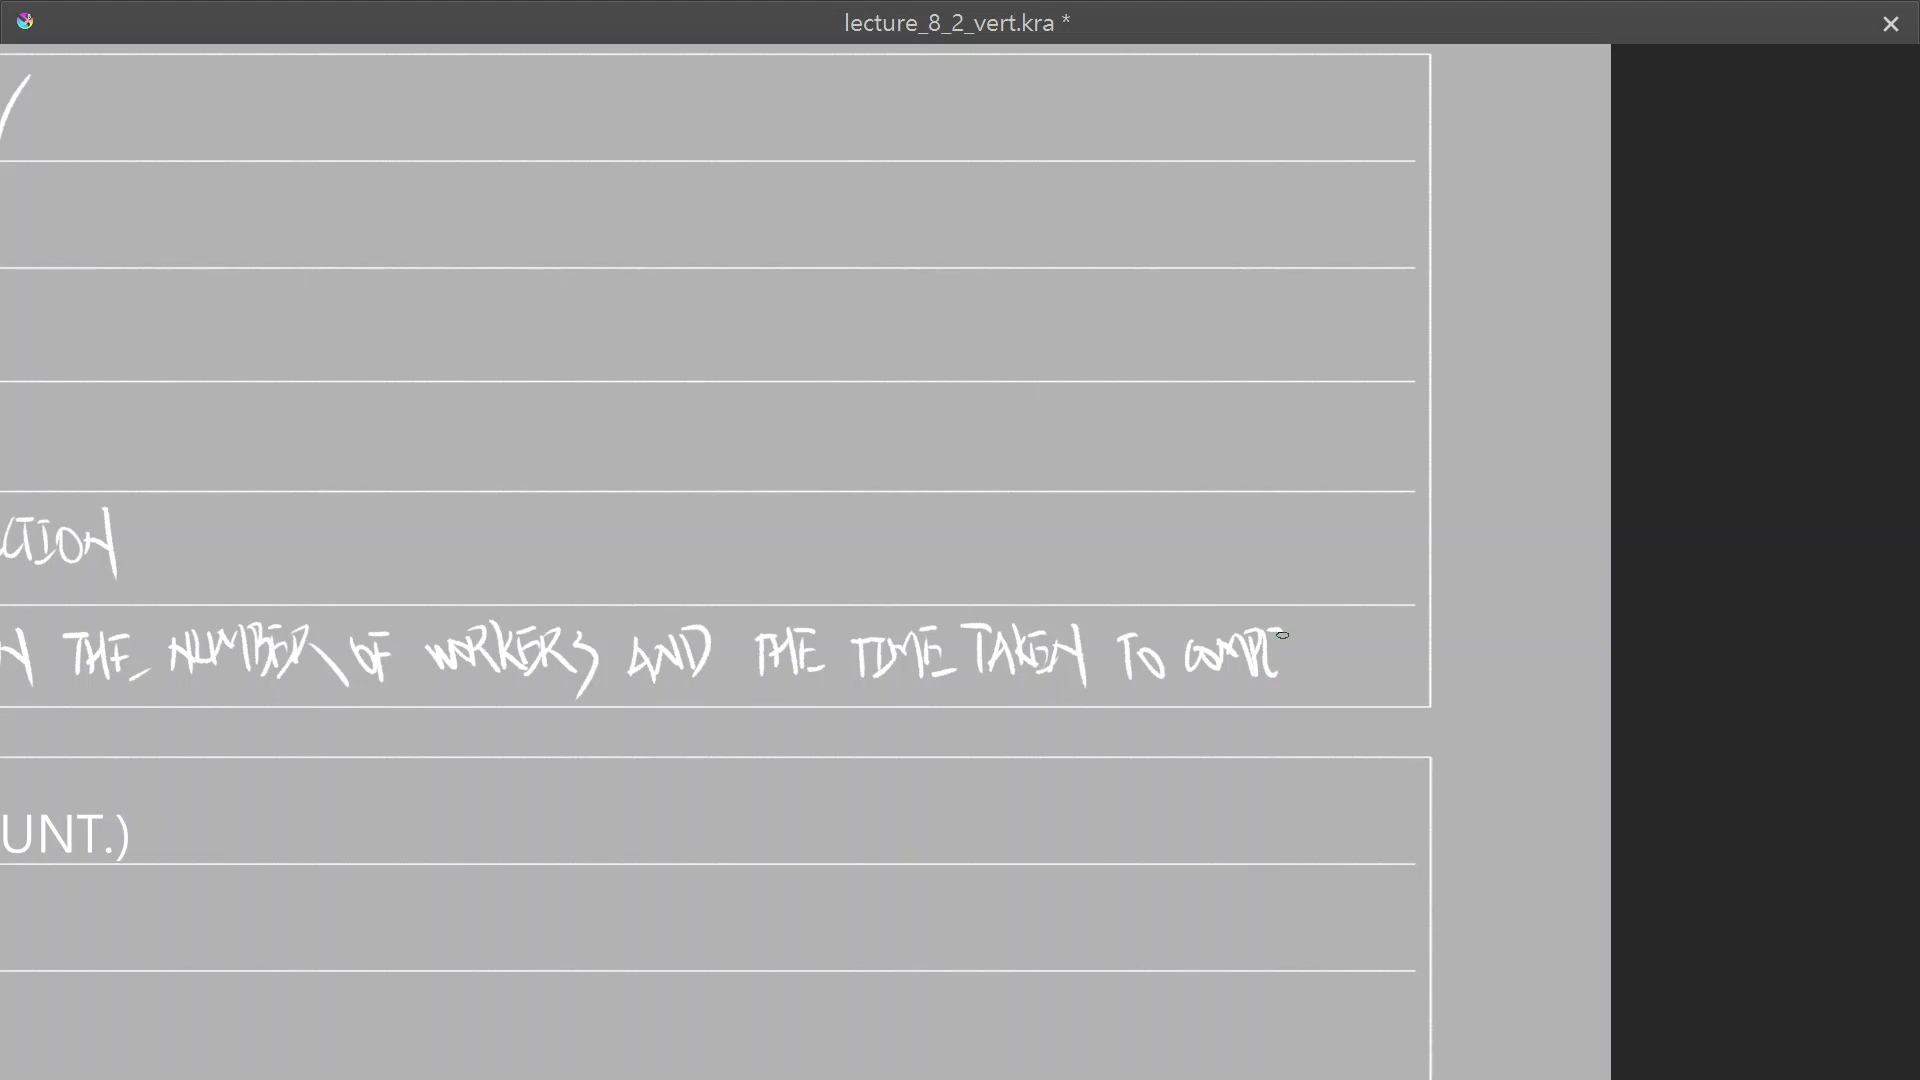 lecture_8_2_vert.kra *
CTION
N THE NUMBER OF WORKERS AND THE TIME TAKEN TO COMPL
UNT.)